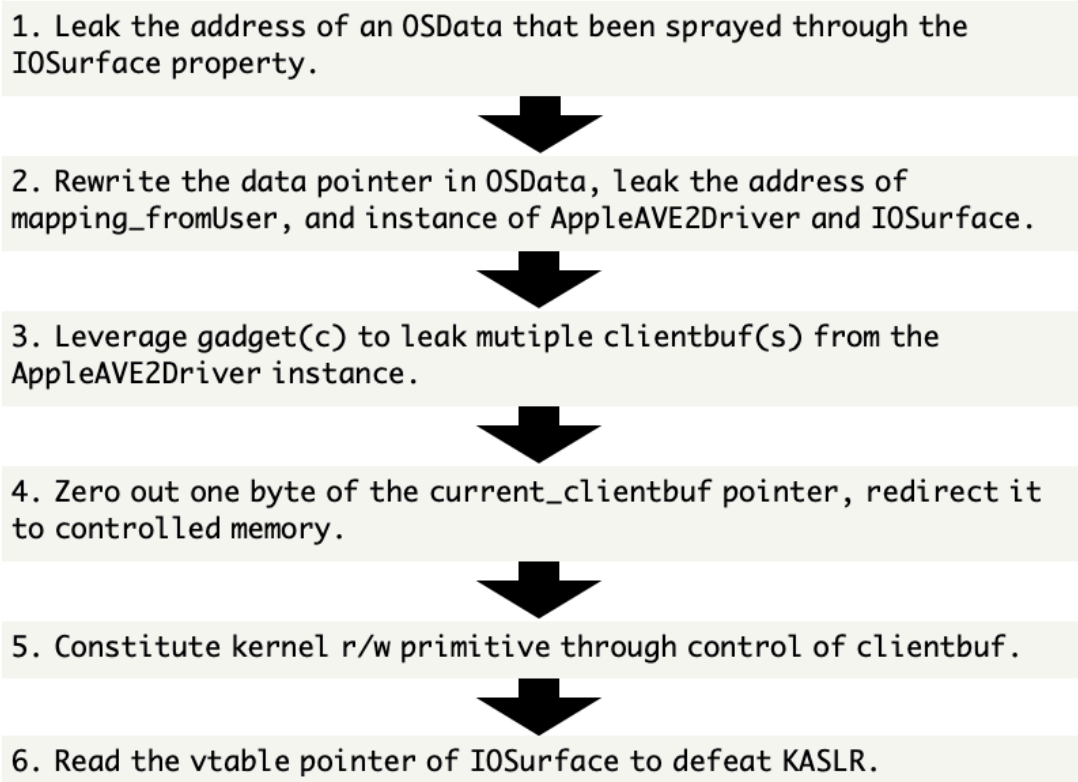 1. Leak the address of an OSData that been sprayed through the
IOSurface property.
2. Rewrite the data pointer in OSData, leak the address of
mapping_fromUser, and instance of AppleAVE2Driver and IOSurface.
3. Leverage gadget(c) to leak mutiple clientbuf(s) from the
AppleAVE2Driver instance.
4. Zero out one byte of the current_clientbuf pointer, redirect it
to controlled memory.
5. Constitute kernel r/w primitive through control of clientbuf.
6. Read the vtable pointer of IOSurface to defeat KASLR.